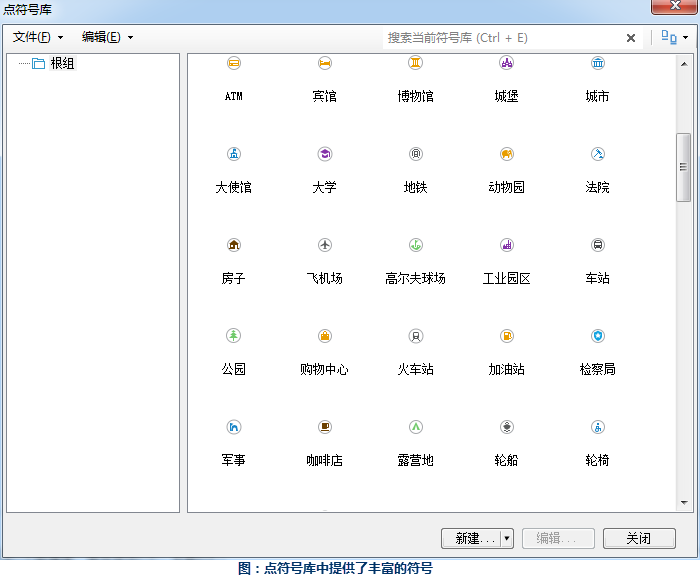 点符号库
文件(F) 编辑(E) 搜索当前符号库 (Ctrl + E)
根组
ATM 宾馆 博物馆 城堡 城市
大使馆 大学 地铁 动物园 法院
房子 飞机场 高尔夫球场 工业园区 车站
公园 购物中心 火车站 加油站 检察局
军事 咖啡店 露营地 轮船 轮椅
新建... 编辑... 关闭
图：点符号库中提供了丰富的符号